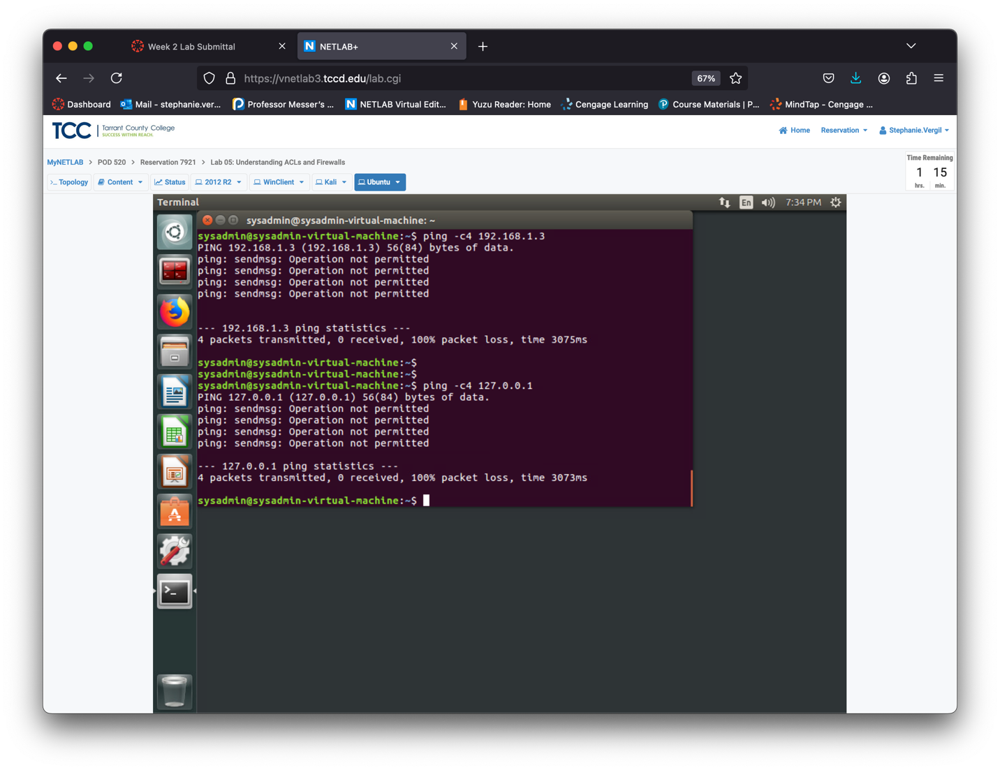 Week 2 Lab Submittal
NETLAB+
https://vnetlab3.tccd.edu/lab.cgi
67%
Dashboard
Mail - stephanie.ver...
Professor Messer's ...
NETLAB Virtual Edit...
Yuzu Reader: Home
Cengage Learning
Course Materials | P...
MindTap - Cengage ...
TCC | Tarrant County College
SUCCESS WITHIN REACH.
Home
Reservation
Stephanie.Vergil
MyNETLAB > POD 520 > Reservation 7921 > Lab 05: Understanding ACLs and Firewalls
Time Remaining
1 15
hrs. min.
>_ Topology
Content
Status
2012 R2
WinClient
Kali
Ubuntu
Terminal
En
7:34 PM
sysadmin@sysadmin-virtual-machine: ~
sysadmin@sysadmin-virtual-machine:~$ ping -c4 192.168.1.3
PING 192.168.1.3 (192.168.1.3) 56(84) bytes of data.
ping: sendmsg: Operation not permitted
ping: sendmsg: Operation not permitted
ping: sendmsg: Operation not permitted
ping: sendmsg: Operation not permitted
--- 192.168.1.3 ping statistics ---
4 packets transmitted, 0 received, 100% packet loss, time 3075ms
sysadmin@sysadmin-virtual-machine:~$
sysadmin@sysadmin-virtual-machine:~$
sysadmin@sysadmin-virtual-machine:~$ ping -c4 127.0.0.1
PING 127.0.0.1 (127.0.0.1) 56(84) bytes of data.
ping: sendmsg: Operation not permitted
ping: sendmsg: Operation not permitted
ping: sendmsg: Operation not permitted
ping: sendmsg: Operation not permitted
--- 127.0.0.1 ping statistics ---
4 packets transmitted, 0 received, 100% packet loss, time 3073ms
sysadmin@sysadmin-virtual-machine:~$